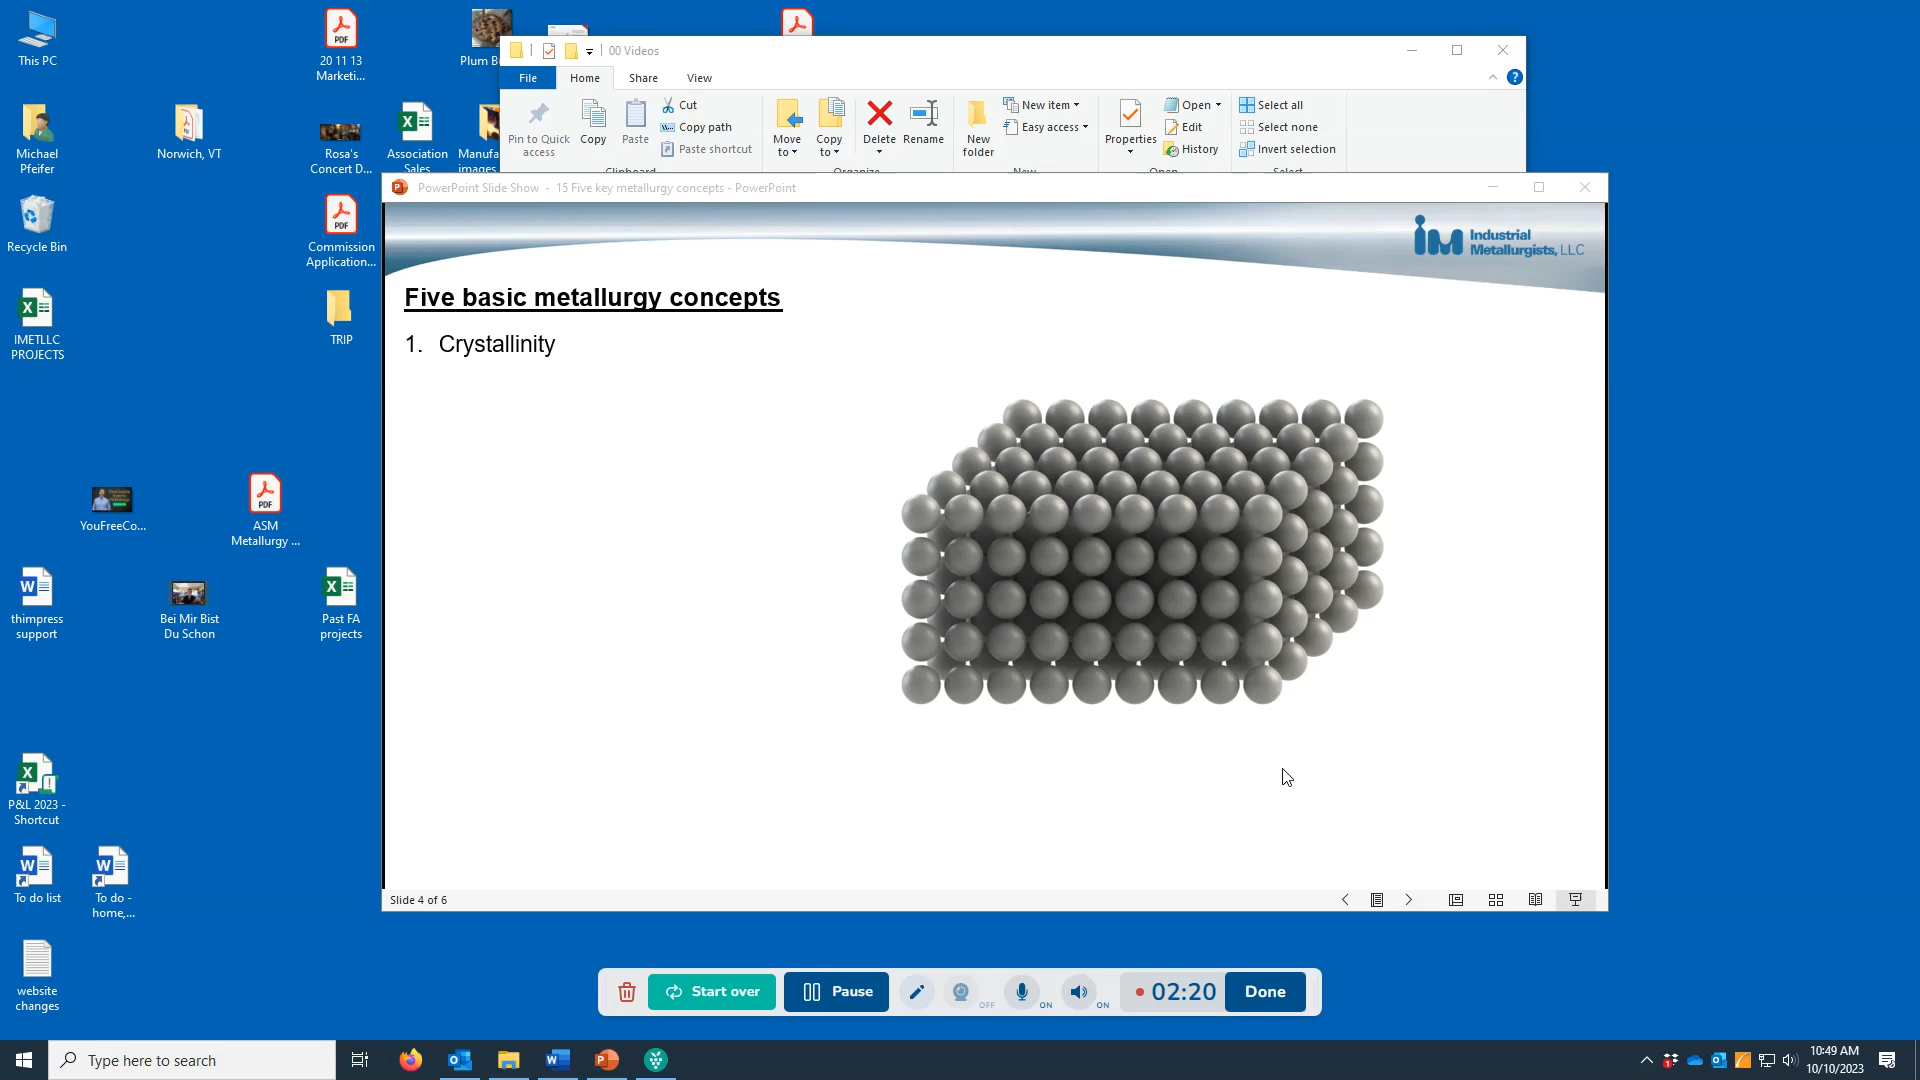 This PC
20 11 13
Marketi...
Plum B
00 Videos
File
Home
Share
View
Pin to Quick
access
Copy
Paste
Cut
Copy path
Paste shortcut
Move
to
Copy
to
Delete
Rename
New
folder
New item
Easy access
Properties
Open
Edit
History
Select all
Select none
Invert selection
Clipboard
Organize
New
Open
Select
Michael
Pfeifer
Norwich, VT
Rosa's
Concert D...
Association
Sales
Manufa
images
PowerPoint Slide Show - 15 Five key metallurgy concepts - PowerPoint
Industrial
Metallurgists, LLC
Five basic metallurgy concepts
1. Crystallinity
Slide 4 of 6
Recycle Bin
Commission
Application...
IMETLLC
PROJECTS
TRIP
YouFreeCo...
PDF
ASM
Metallurgy ...
thimpress
support
Bei Mir Bist
Du Schon
Past FA
projects
P&L 2023 -
Shortcut
To do list
To do -
home,...
website
changes
Start over
Pause
OFF
ON
ON
02:20
Done
Type here to search
10:49 AM
10/10/2023